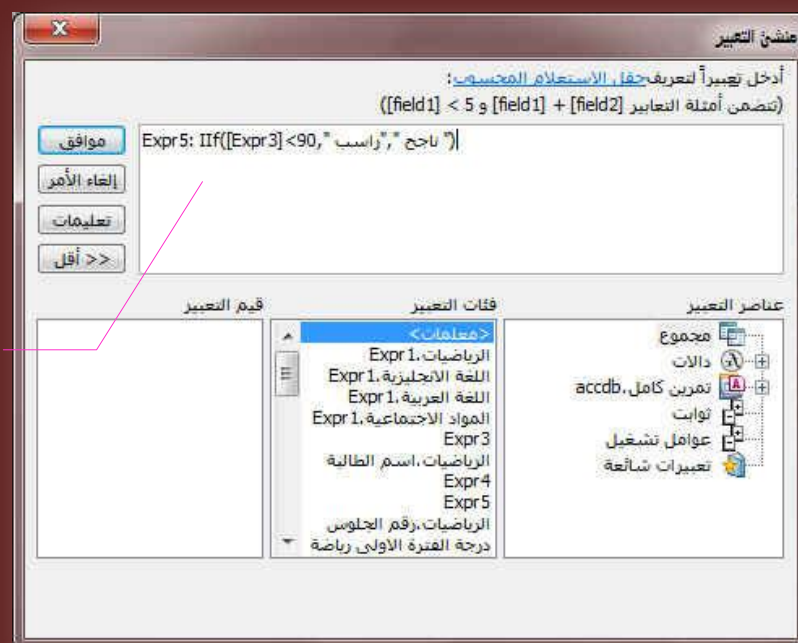 منشئ التعبير
أدخل تعبيراً لتعريف حقل الاستعلام المحسوب:
(تتضمن أمثلة التعابير [field1] + [field2] و [field1] < 5)
Expr5: IIf([Expr3]<90," راسب"," ناجح ")
موافق
إلغاء الأمر
تعليمات
<< أقل
عناصر التعبير
مجموع
دالات
تمرين كامل.accdb
ثوابت
عوامل تشغيل
تعبيرات شائعة
فئات التعبير
<معلمات>
الرياضيات.Expr1
اللغة الانجليزية.Expr1
اللغة العربية.Expr1
المواد الاجتماعية.Expr1
Expr3
الرياضيات.اسم الطالبة
Expr4
Expr5
الرياضيات.رقم الجلوس
درجة الفترة الاولى رياضة
قيم التعبير